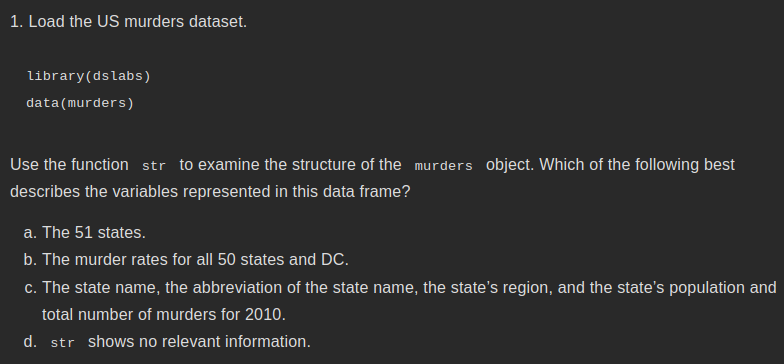 1. Load the US murders dataset.
library(dslabs)
data(murders)
Use the function str to examine the structure of the murders object. Which of the following best
describes the variables represented in this data frame?
a. The 51 states.
b. The murder rates for all 50 states and DC.
c. The state name, the abbreviation of the state name, the state’s region, and the state’s population and
total number of murders for 2010.
d. str shows no relevant information.